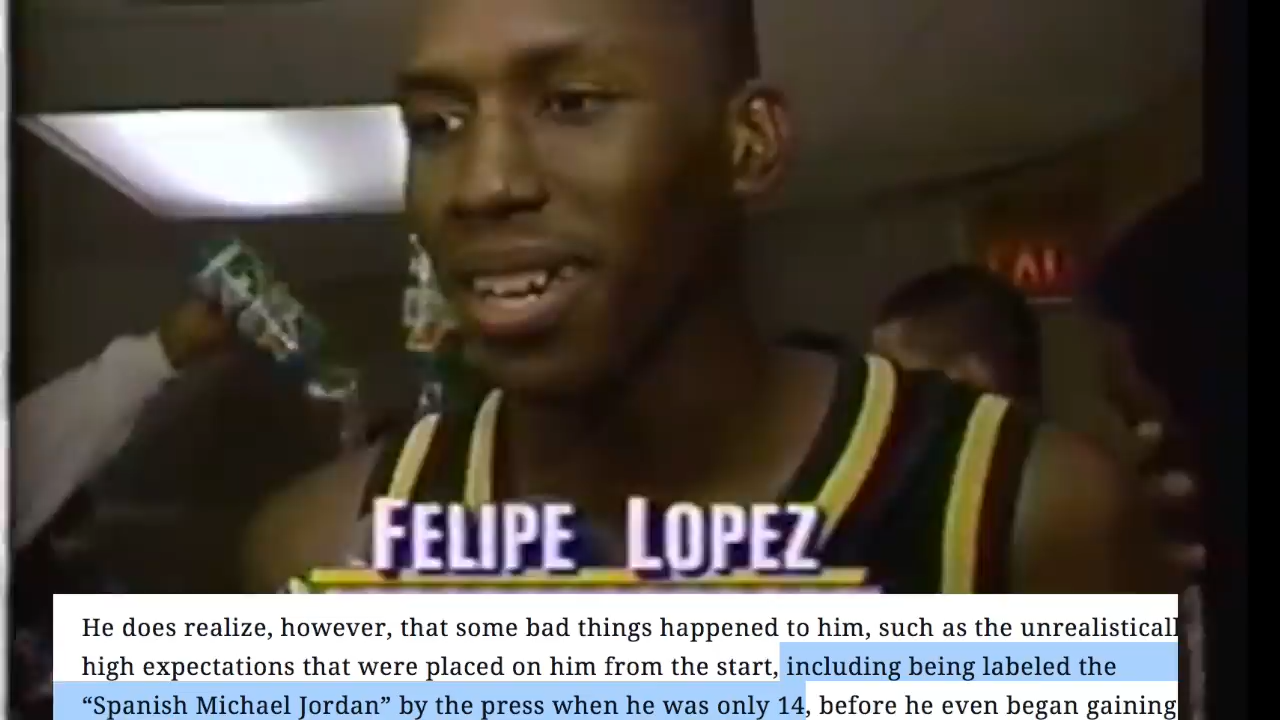 FELIPE LOPEZ
He does realize, however, that some bad things happened to him, such as the unrealisticall
high expectations that were placed on him from the start, including being labeled the
“Spanish Michael Jordan” by the press when he was only 14, before he even began gaining